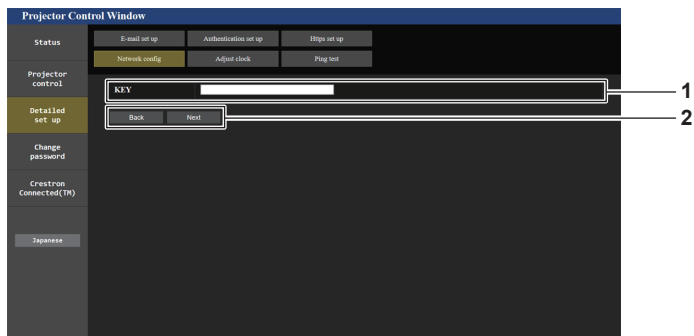 Projector Control Window
Status
E-mail set up
Authentication set up
Https set up
Network config
Adjust clock
Ping test
Projector
control
KEY
1
Detailed
set up
Back
Next
2
Change
password
Crestron
Connected(TM)
Japanese